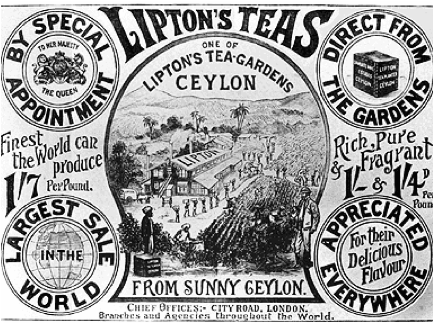 LIPTON'S TEAS
BY SPECIAL
APPOINTMENT
TO HER MAJESTY
THE QUEEN
Finest
the World can
produce
1/7 Per Pound.
LARGEST SALE
IN THE
WORLD
ONE OF
LIPTON'S TEA-GARDENS
CEYLON
LIPTON
FROM SUNNY CEYLON.
DIRECT FROM
THE GARDENS
LIPTON
Rich, Pure
& Fragrant
1/- & 1/4D Per
Pound
APPRECIATED
EVERYWHERE
For their
Delicious
Flavour
CHIEF OFFICES:- CITY ROAD, LONDON.
Branches and Agencies throughout the World.